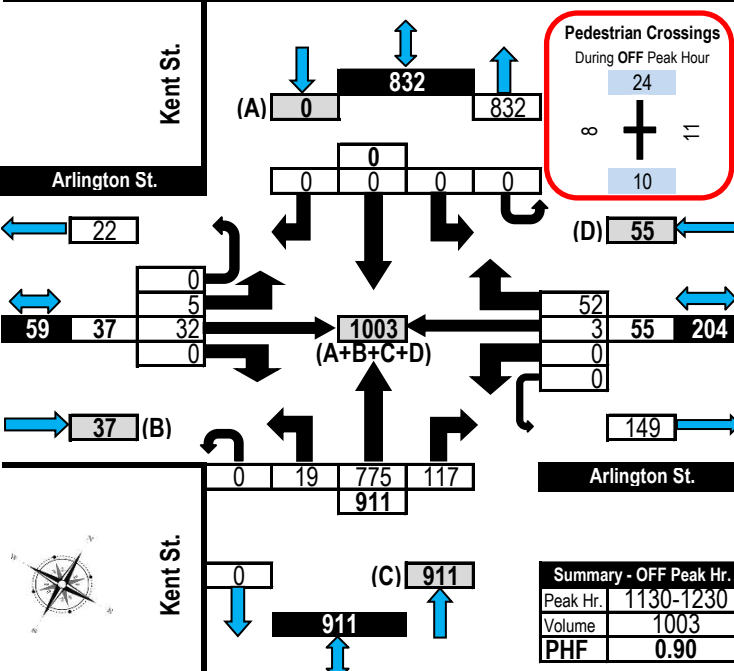 Kent St.
Pedestrian Crossings
During OFF Peak Hour
24
8
11
10
832
(A)
0
832
Arlington St.
0
0
0
0
0
22
(D)
55
0
5
32
0
59
37
1003
(A+B+C+D)
52
3
0
0
55
204
37
(B)
149
0
19
775
117
911
Arlington St.
Kent St.
0
(C)
911
911
Summary - OFF Peak Hr.
Peak Hr. 1130-1230
Volume 1003
PHF 0.90